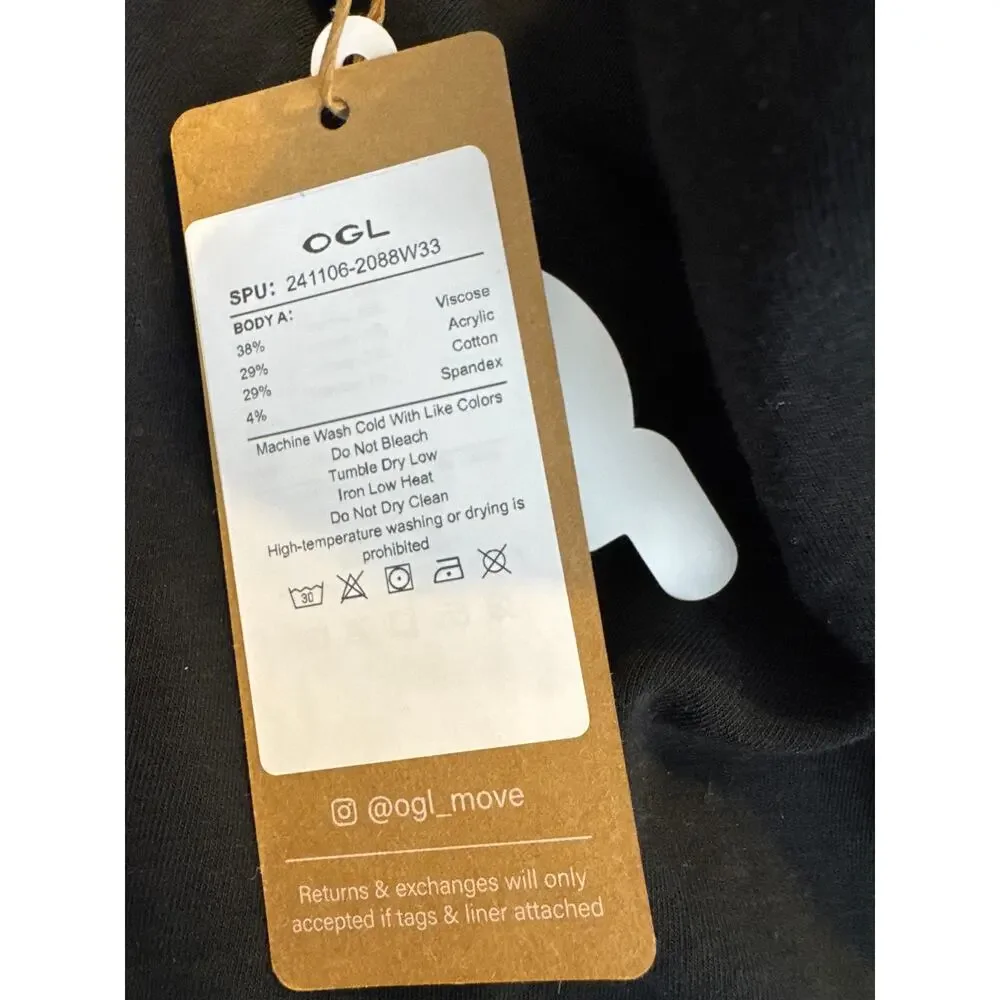 OGL
SPU: 241106-2088W33
BODY A:
38% Viscose
29% Acrylic
29% Cotton
4% Spandex
Machine Wash Cold With Like Colors
Do Not Bleach
Tumble Dry Low
Iron Low Heat
Do Not Dry Clean
High-temperature washing or drying is
prohibited
30
@ogl_move
Returns & exchanges will only
accepted if tags & liner attached